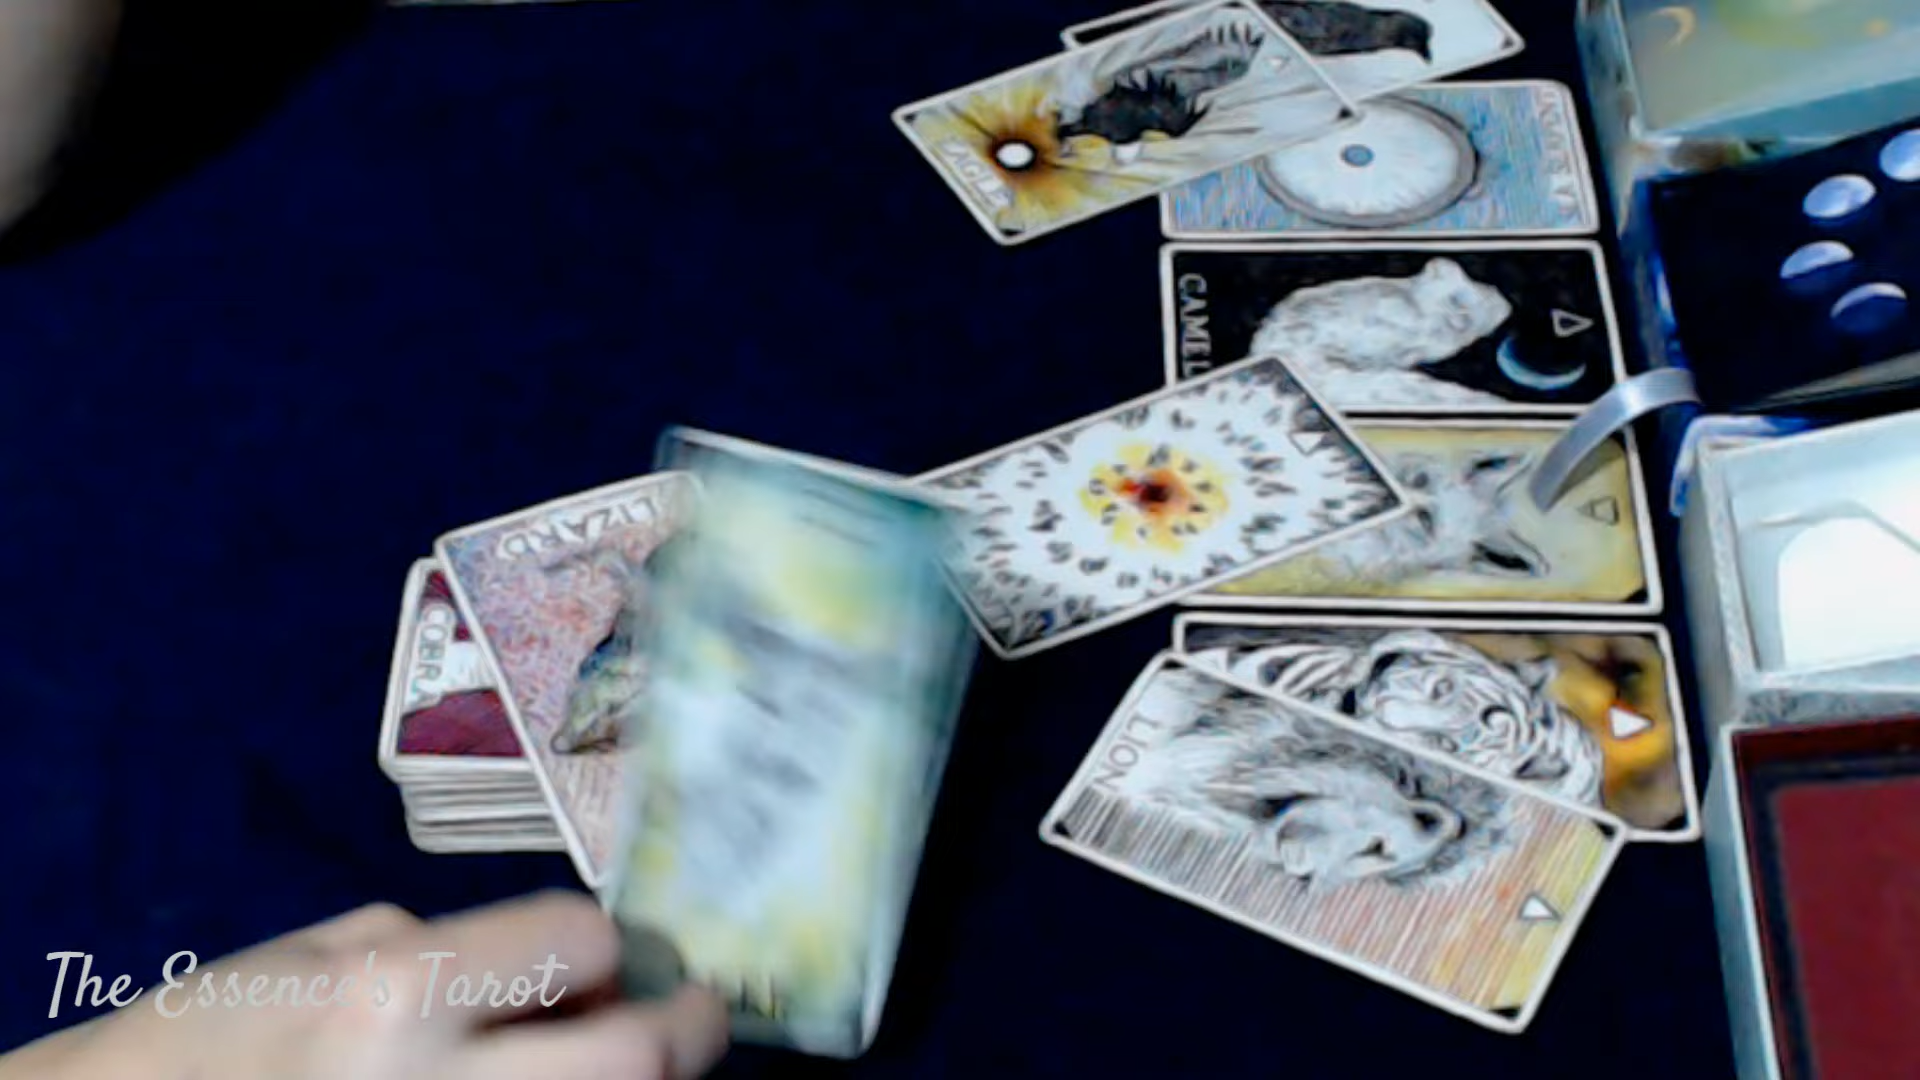 EAGLE
CAMEL
LIZARD
COBRA
LION
The Essence's Tarot